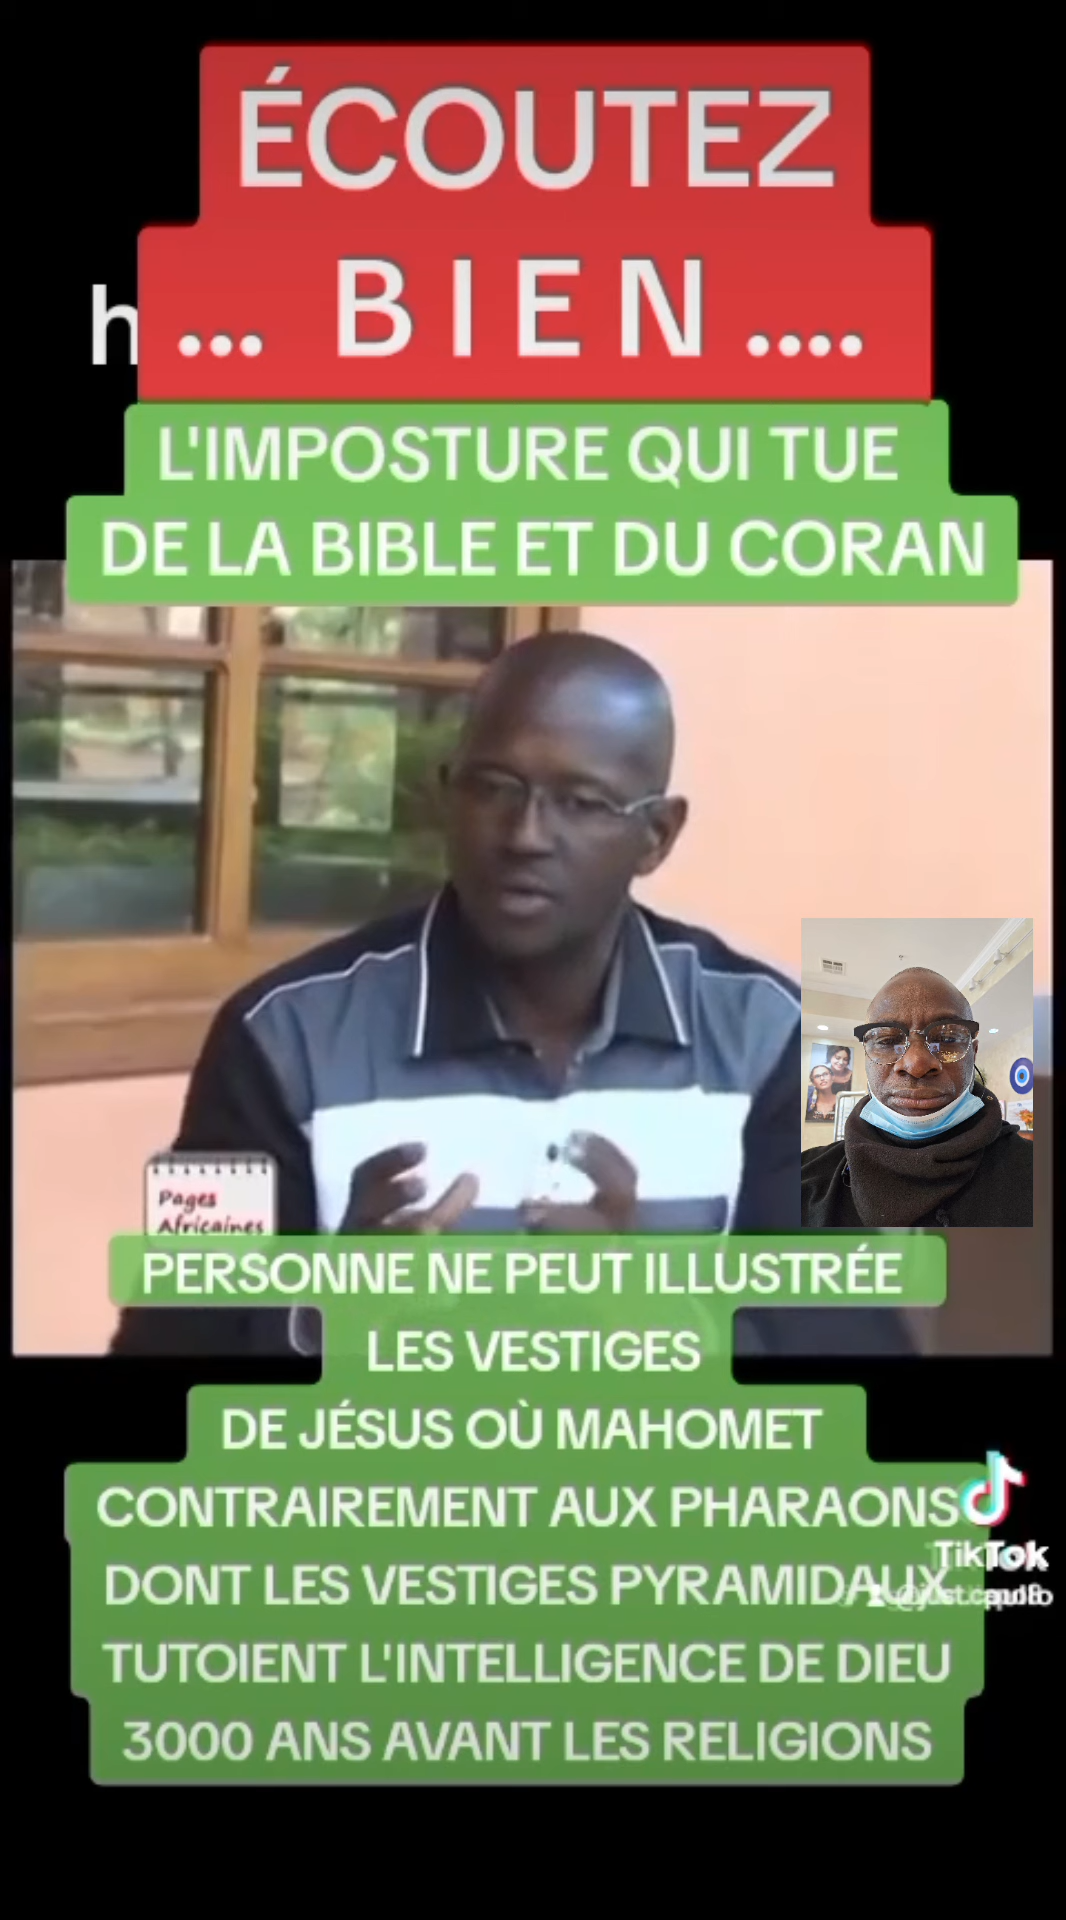 ÉCOUTEZ
h
... BIEN ....
L'IMPOSTURE QUI TUE
DE LA BIBLE ET DU CORAN
Pages
Africaines
PERSONNE NE PEUT ILLUSTRÉE
LES VESTIGES
DE JÉSUS OÙ MAHOMET
CONTRAIREMENT AUX PHARAONS
DONT LES VESTIGES PYRAMIDAUX
TikTok
TUTOIENT L'INTELLIGENCE DE DIEU
3000 ANS AVANT LES RELIGIONS